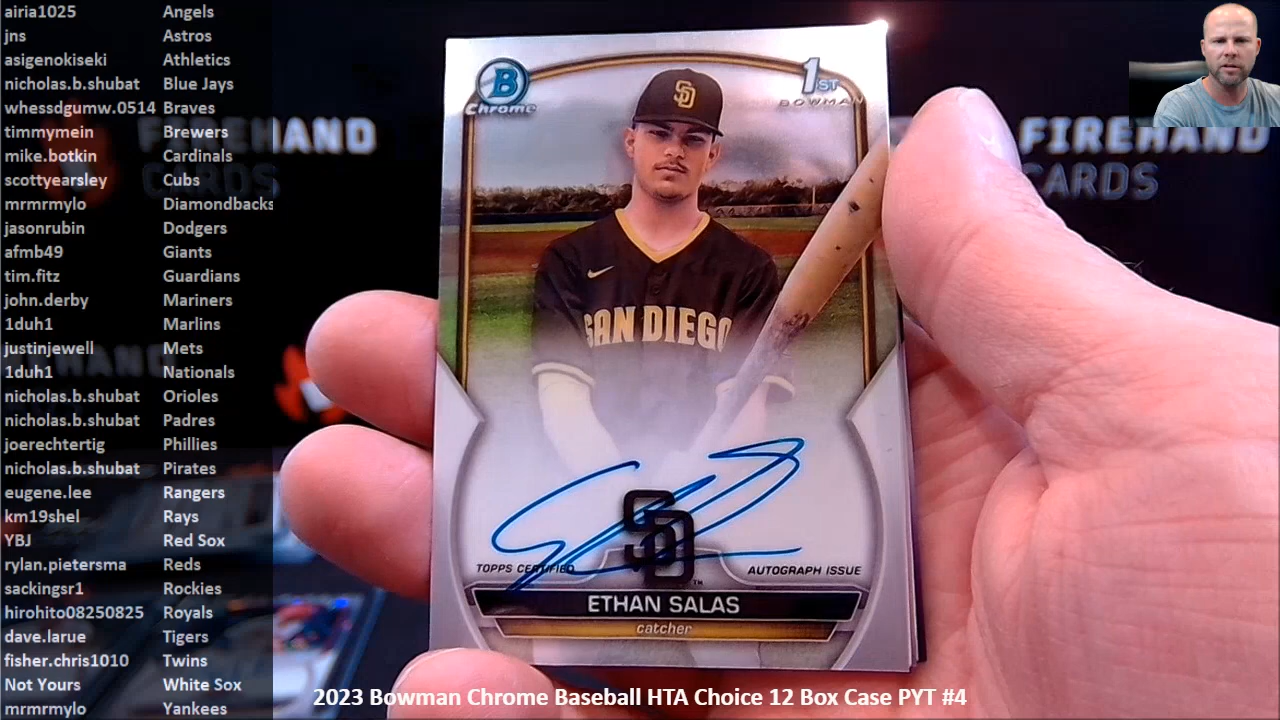 airia1025 Angels
jns Astros
asigenokiseki Athletics
nicholas.b.shubat Blue Jays
whessdgumw.0514 Braves
timmymein Brewers
mike.botkin Cardinals
scottyearsley Cubs
mrmrmylo Diamondbacks
jasonrubin Dodgers
afmb49 Giants
tim.fitz Guardians
john.derby Mariners
1duh1 Marlins
justinjewell Mets
1duh1 Nationals
nicholas.b.shubat Orioles
nicholas.b.shubat Padres
joerechtertig Phillies
nicholas.b.shubat Pirates
eugene.lee Rangers
km19shel Rays
YBJ Red Sox
rylan.pietersma Reds
sackingsr1 Rockies
hirohito08250825 Royals
dave.larue Tigers
fisher.chris1010 Twins
Not Yours White Sox
mrmrmylo Yankees
FIREHAND
CARDS
B
Chrome
1ST
BOWMAN
SD
SAN DIEGO
SD
TOPPS CERTIFIED
AUTOGRAPH ISSUE
ETHAN SALAS
catcher
FIREHAND
CARDS
2023 Bowman Chrome Baseball HTA Choice 12 Box Case PYT #4